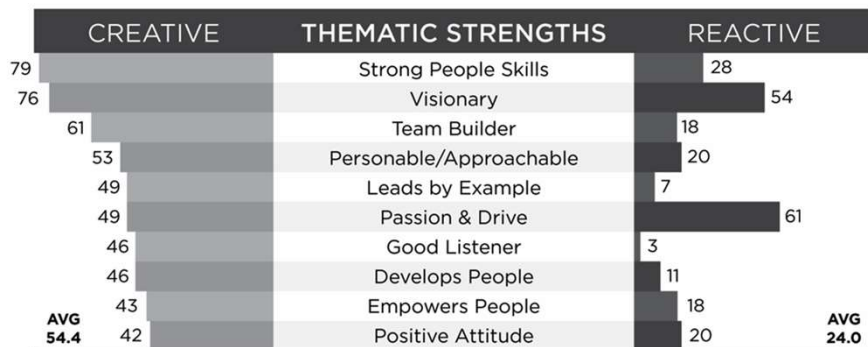 CREATIVE THEMATIC STRENGTHS REACTIVE
79 Strong People Skills 28
76 Visionary 54
61 Team Builder 18
53 Personable/Approachable 20
49 Leads by Example 7
49 Passion & Drive 61
46 Good Listener 3
46 Develops People 11
43 Empowers People 18
42 Positive Attitude 20
AVG
54.4
AVG
24.0